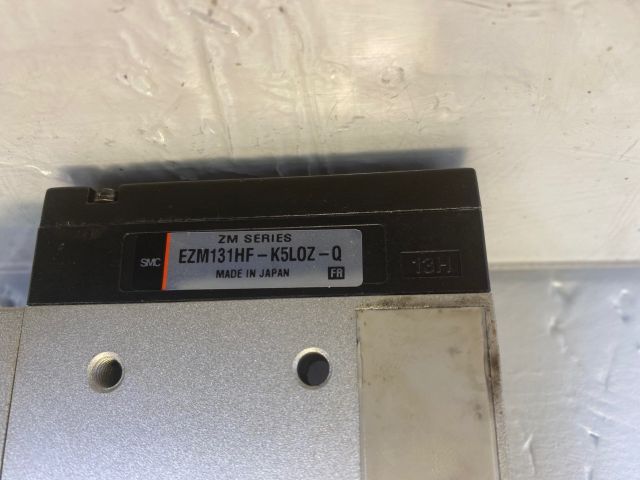 ZM SERIES
SMC
EZM131HF-K5LOZ-Q
MADE IN JAPAN
FR
13H